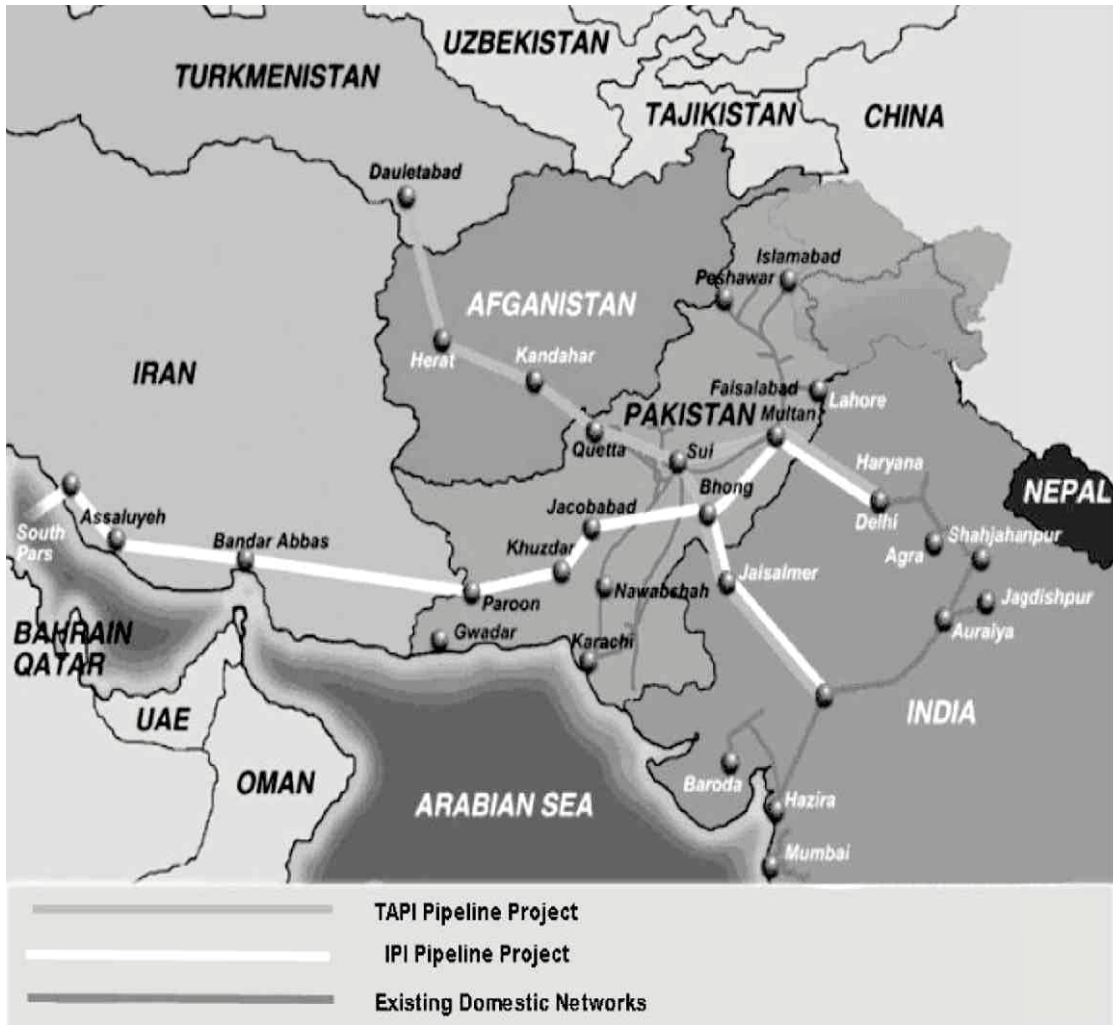 UZBEKISTAN
TURKMENISTAN
TAJIKISTAN
CHINA
Dauletabad
Islamabad
Peshawar
AFGANISTAN
Herat
Kandahar
IRAN
Faisalabad
Lahore
PAKISTAN
Multan
Quetta
Sui
Haryana
NEPAL
Bhong
Delhi
South
Pars
Assaluyeh
Jacobabad
Bandar Abbas
Agra
Shahjahanpur
Khuzdar
Jaisalmer
Paroon
Nawabshah
Jagdishpur
Auraiya
BAHRAIN
QATAR
Gwadar
Karachi
UAE
INDIA
OMAN
Baroda
ARABIAN SEA
Hazira
Mumbai
TAPI Pipeline Project
IPI Pipeline Project
Existing Domestic Networks